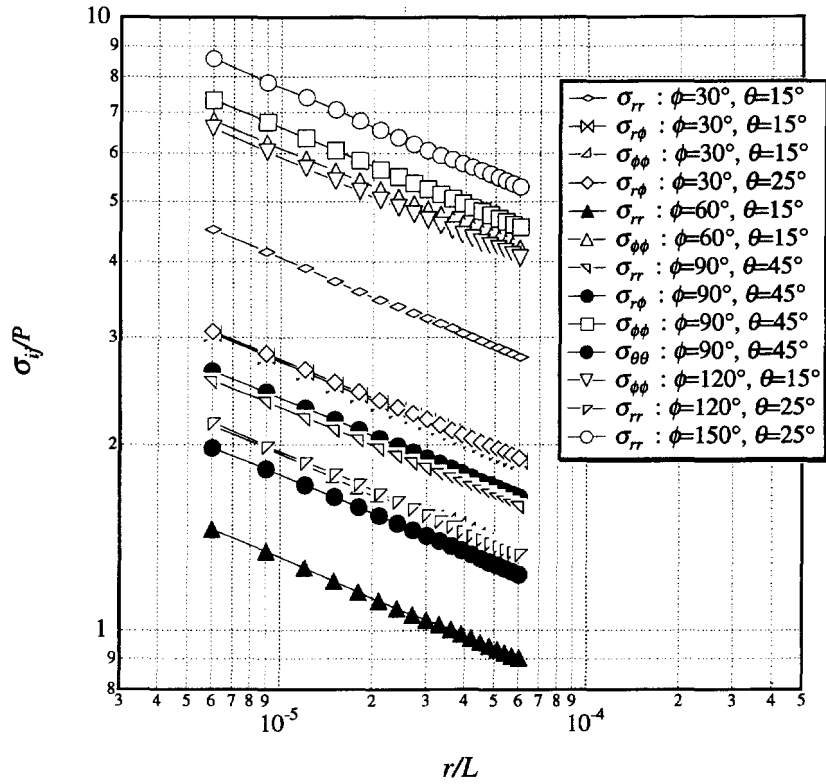 10
9
8
7
6
5
4
3
2
1
9
8
σij/P
3 4 5 6 7 8 9 10⁻⁵ 2 3 4 5 6 7 8 9 10⁻⁴ 2 3 4 5
r/L
σrr : ϕ=30°, θ=15°
σrϕ : ϕ=30°, θ=15°
σϕϕ : ϕ=30°, θ=15°
σrϕ : ϕ=30°, θ=25°
σrr : ϕ=60°, θ=15°
σϕϕ : ϕ=60°, θ=15°
σrr : ϕ=90°, θ=45°
σrϕ : ϕ=90°, θ=45°
σϕϕ : ϕ=90°, θ=45°
σθθ : ϕ=90°, θ=45°
σϕϕ : ϕ=120°, θ=15°
σrr : ϕ=120°, θ=25°
σrr : ϕ=150°, θ=25°